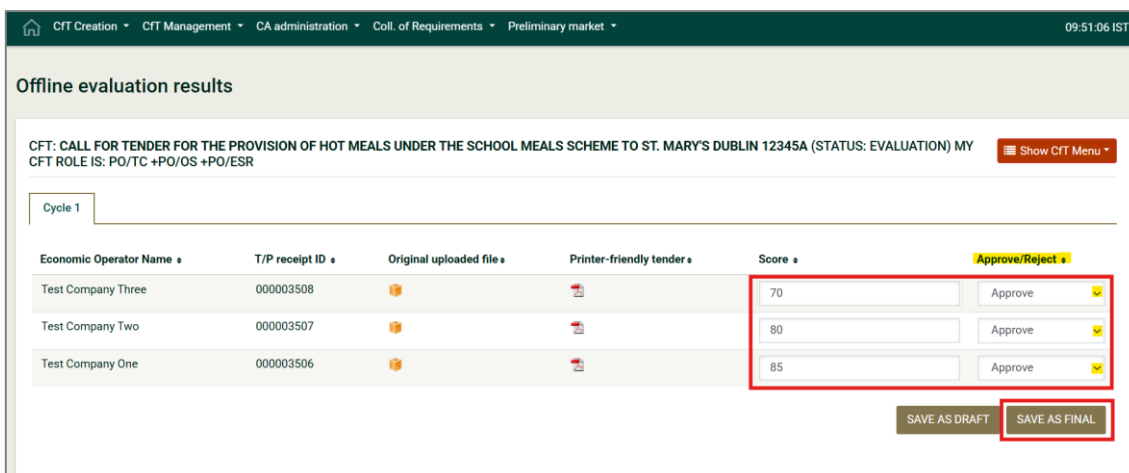 CfT Creation CfT Management CA administration Coll. of Requirements Preliminary market 09:51:06 IST
Offline evaluation results
CFT: CALL FOR TENDER FOR THE PROVISION OF HOT MEALS UNDER THE SCHOOL MEALS SCHEME TO ST. MARY'S DUBLIN 12345A (STATUS: EVALUATION) MY
CFT ROLE IS: PO/TC +PO/OS +PO/ESR
Show CfT Menu
Cycle 1
Economic Operator Name T/P receipt ID Original uploaded file Printer-friendly tender Score Approve/Reject
Test Company Three 000003508 70 Approve
Test Company Two 000003507 80 Approve
Test Company One 000003506 85 Approve
SAVE AS DRAFT SAVE AS FINAL